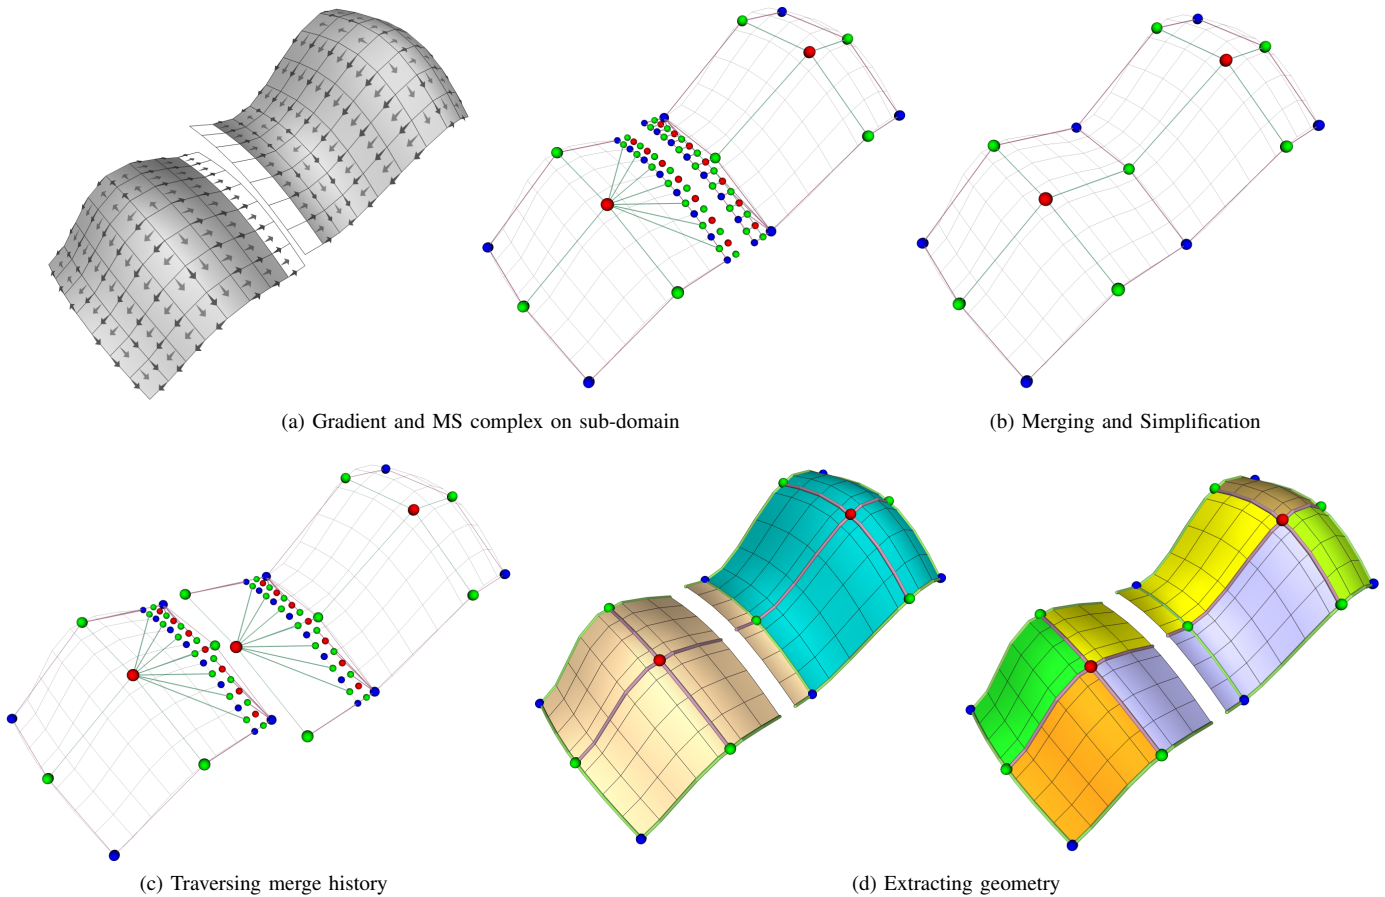 (a) Gradient and MS complex on sub-domain
(b) Merging and Simplification
(c) Traversing merge history
(d) Extracting geometry